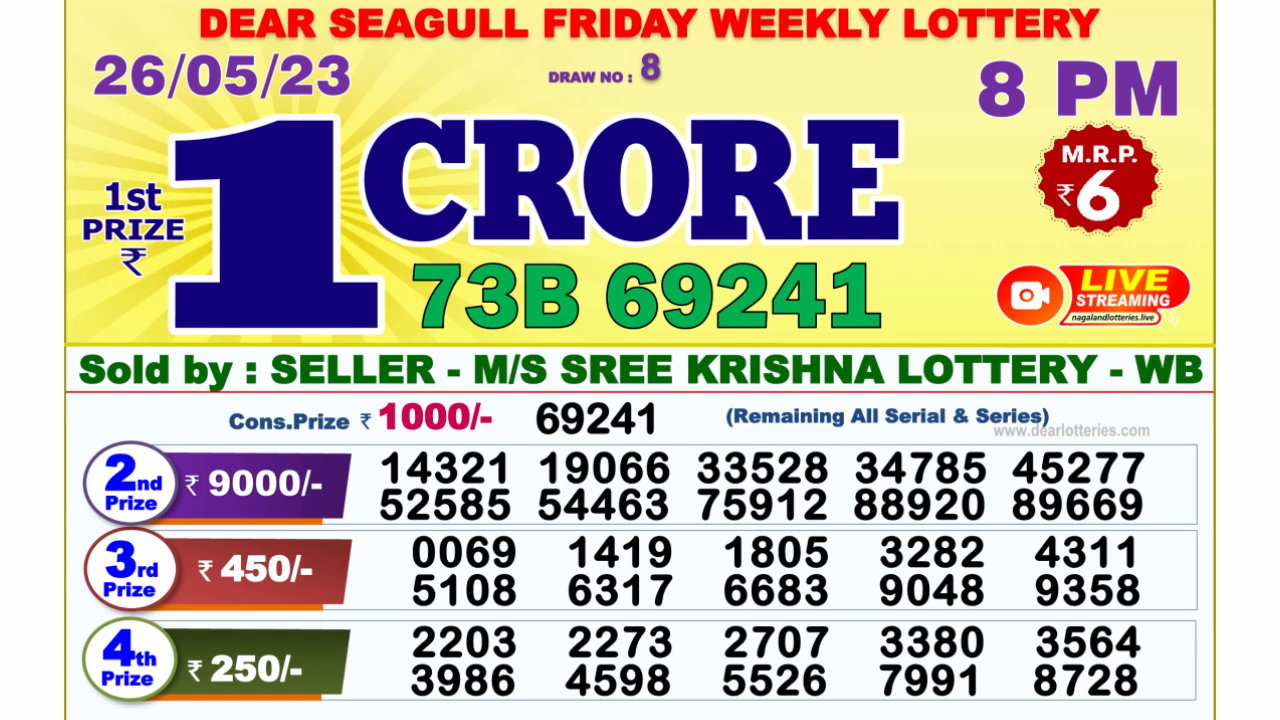 DEAR SEAGULL FRIDAY WEEKLY LOTTERY
26/05/23
DRAW NO : 8
8 PM
1st
PRIZE
₹
1 CRORE
M.R.P.
₹ 6
73B 69241
LIVE
STREAMING
nagalandlotteries.live
Sold by : SELLER - M/S SREE KRISHNA LOTTERY - WB
Cons.Prize ₹ 1000/- 69241 (Remaining All Serial & Series)
www.dearlotteries.com
2nd Prize ₹ 9000/-
14321 19066 33528 34785 45277
52585 54463 75912 88920 89669
3rd Prize ₹ 450/-
0069 1419 1805 3282 4311
5108 6317 6683 9048 9358
4th Prize ₹ 250/-
2203 2273 2707 3380 3564
3986 4598 5526 7991 8728